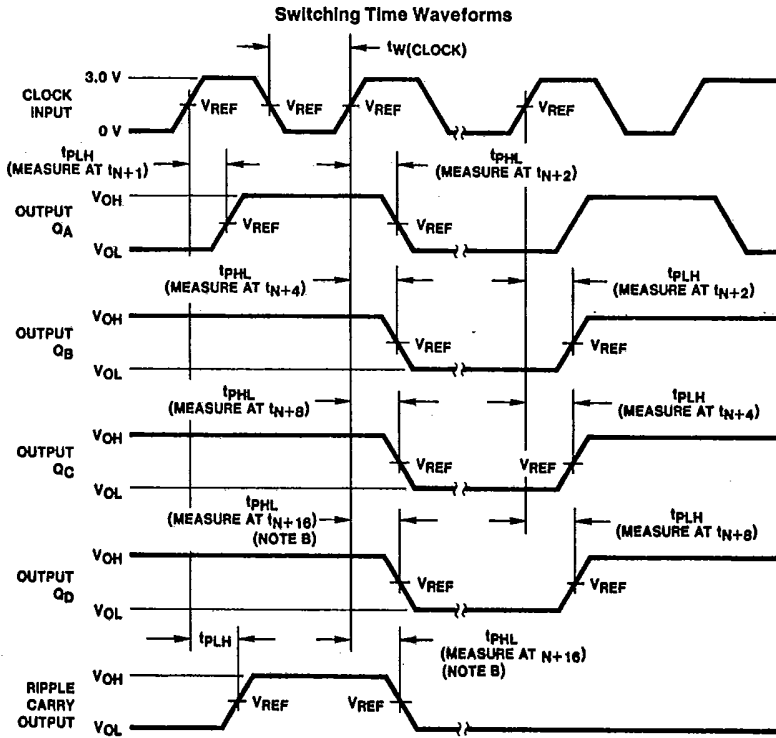 Switching Time Waveforms
tW(CLOCK)
3.0 V
CLOCK
INPUT
VREF
VREF
VREF
VREF
0 V
tPLH
(MEASURE AT tN+1)
tPHL
(MEASURE AT tN+2)
VOH
OUTPUT
QA
VREF
VREF
VOL
tPHL
(MEASURE AT tN+4)
tPLH
(MEASURE AT tN+2)
VOH
OUTPUT
QB
VREF
VREF
VOL
tPHL
(MEASURE AT tN+8)
tPLH
(MEASURE AT tN+4)
VOH
OUTPUT
QC
VREF
VREF
VOL
tPHL
(MEASURE AT tN+16)
(NOTE B)
tPLH
(MEASURE AT tN+8)
VOH
OUTPUT
QD
VREF
VREF
VOL
tPLH
tPHL
(MEASURE AT N+16)
(NOTE B)
VOH
RIPPLE
CARRY
OUTPUT
VREF
VREF
VOL